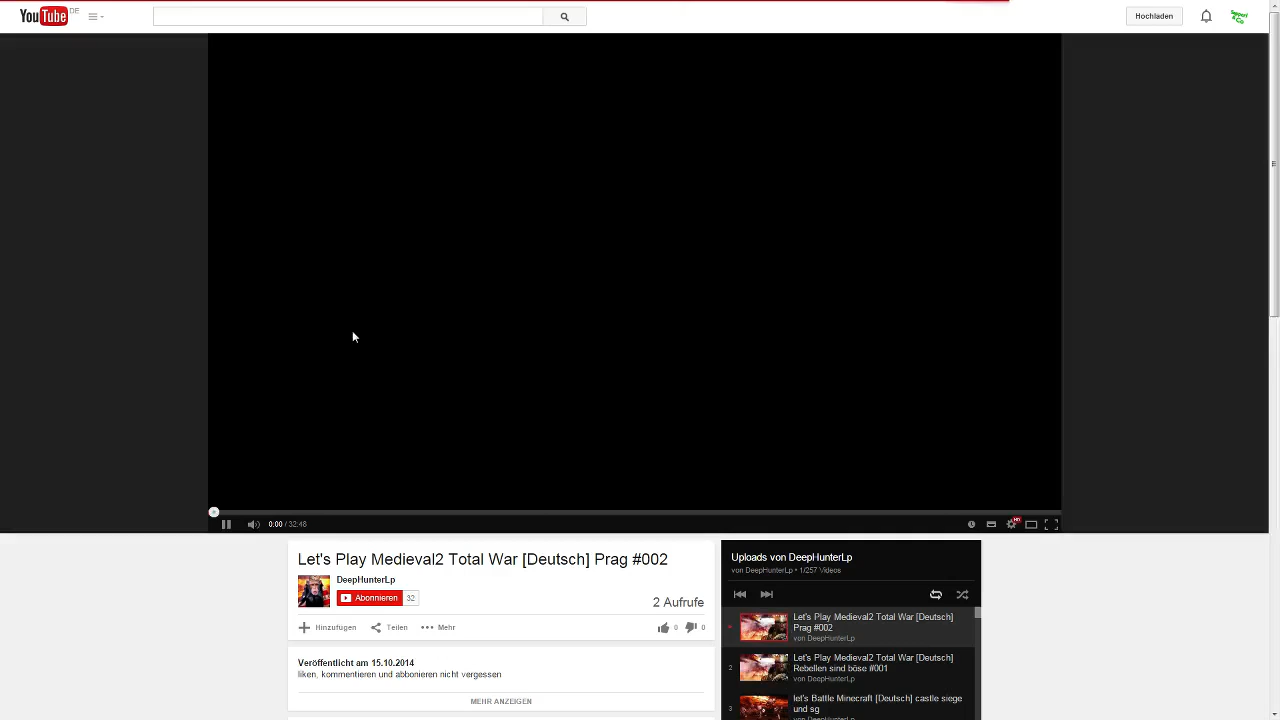 YouTube DE
Hochladen
0:00 / 32:48
HD
Let's Play Medieval2 Total War [Deutsch] Prag #002
DeepHunterLp
Abonnieren 32
2 Aufrufe
Hinzufügen Teilen Mehr 0 0
Veröffentlicht am 15.10.2014
liken, kommentieren und abbonieren nicht vergessen
MEHR ANZEIGEN
Uploads von DeepHunterLp
von DeepHunterLp • 1/257 Videos
Let's Play Medieval2 Total War [Deutsch]
Prag #002
von DeepHunterLp
2
Let's Play Medieval2 Total War [Deutsch]
Rebellen sind böse #001
von DeepHunterLp
3
let's Battle Minecraft [Deutsch] castle siege
und sg
von DeepHunterLp